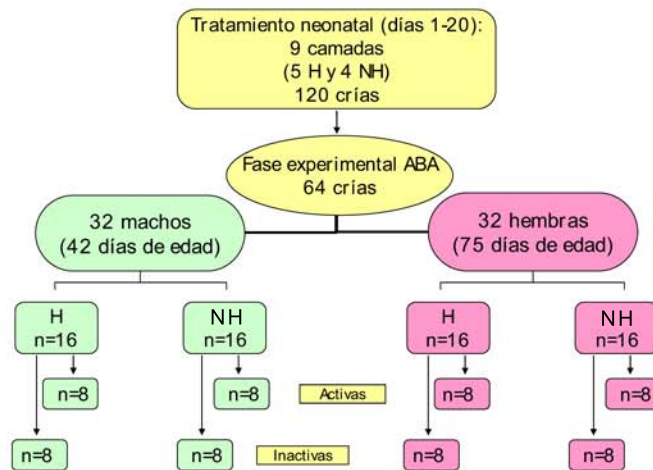 Tratamiento neonatal (días 1-20):
9 camadas
(5 H y 4 NH)
120 crías
Fase experimental ABA
64 crías
32 machos
(42 días de edad)
32 hembras
(75 días de edad)
H
n=16
NH
n=16
H
n=16
NH
n=16
n=8
n=8
Activas
n=8
n=8
n=8
n=8
Inactivas
n=8
n=8